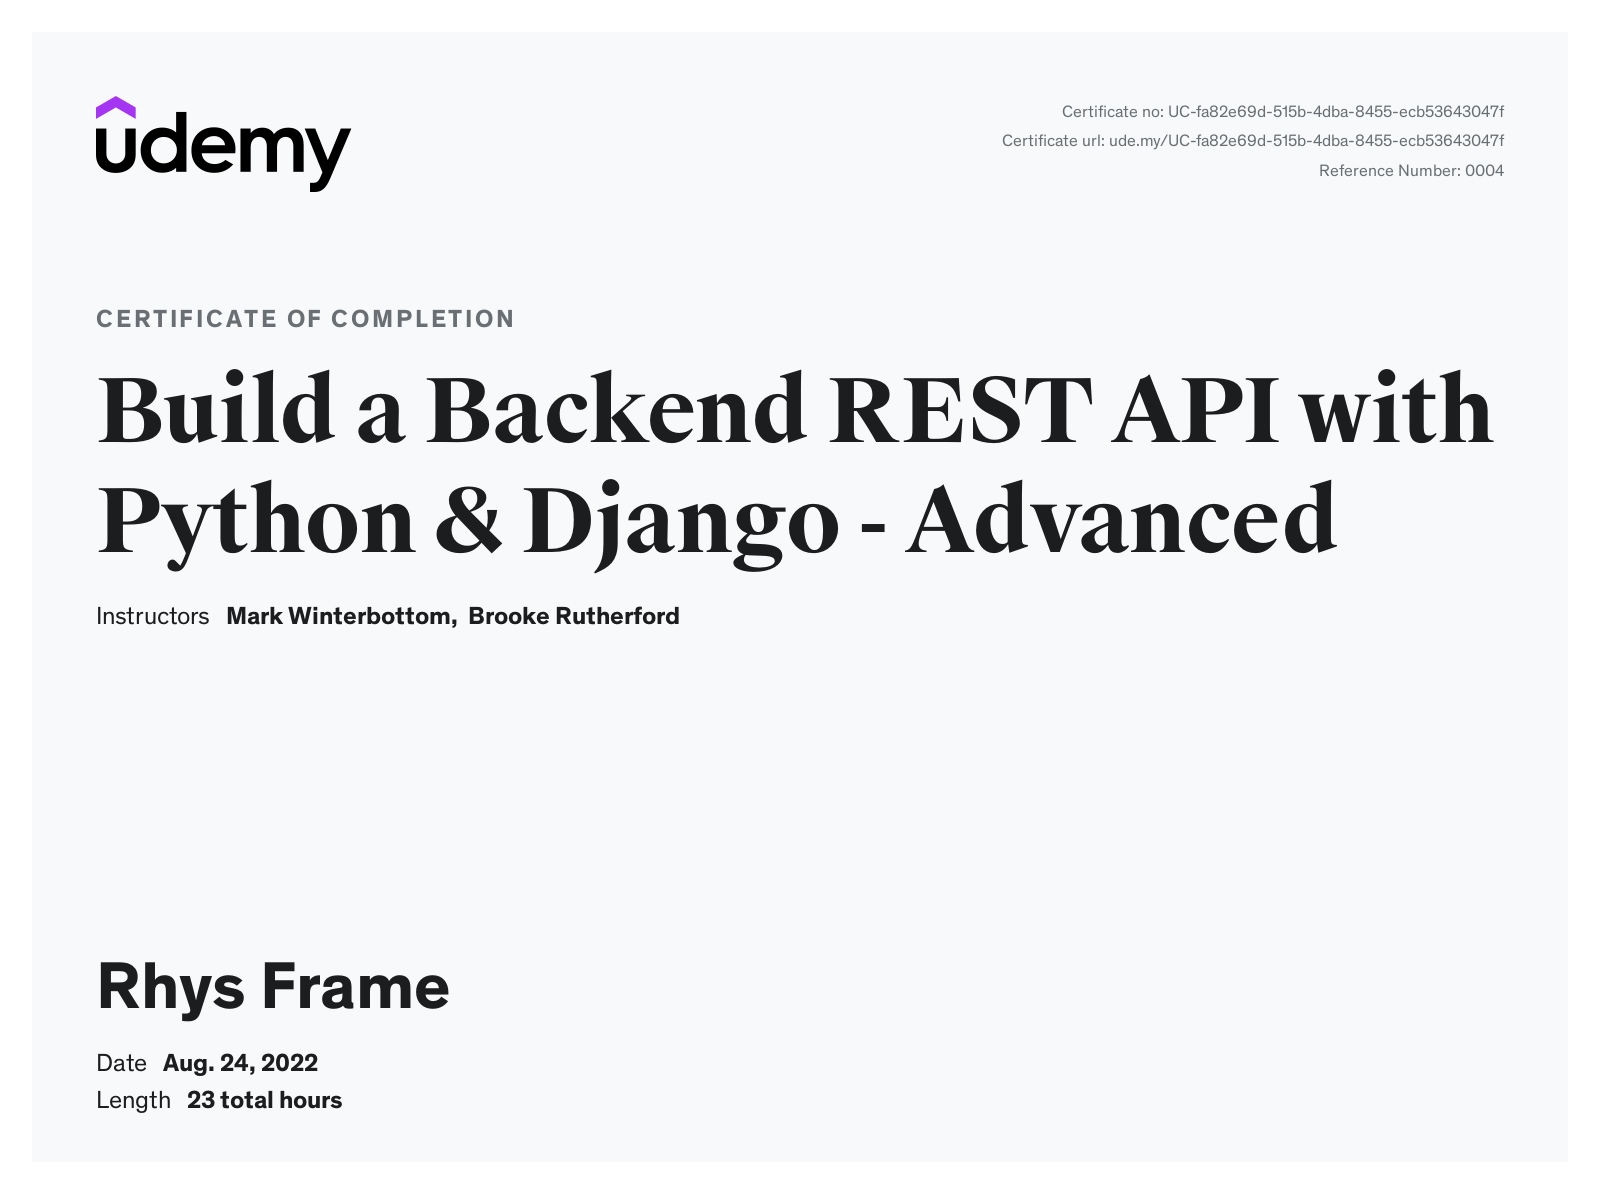 udemy
Certificate no: UC-fa82e69d-515b-4dba-8455-ecb53643047f
Certificate url: ude.my/UC-fa82e69d-515b-4dba-8455-ecb53643047f
Reference Number: 0004
CERTIFICATE OF COMPLETION
Build a Backend REST API with
Python & Django - Advanced
Instructors Mark Winterbottom, Brooke Rutherford
Rhys Frame
Date Aug. 24, 2022
Length 23 total hours